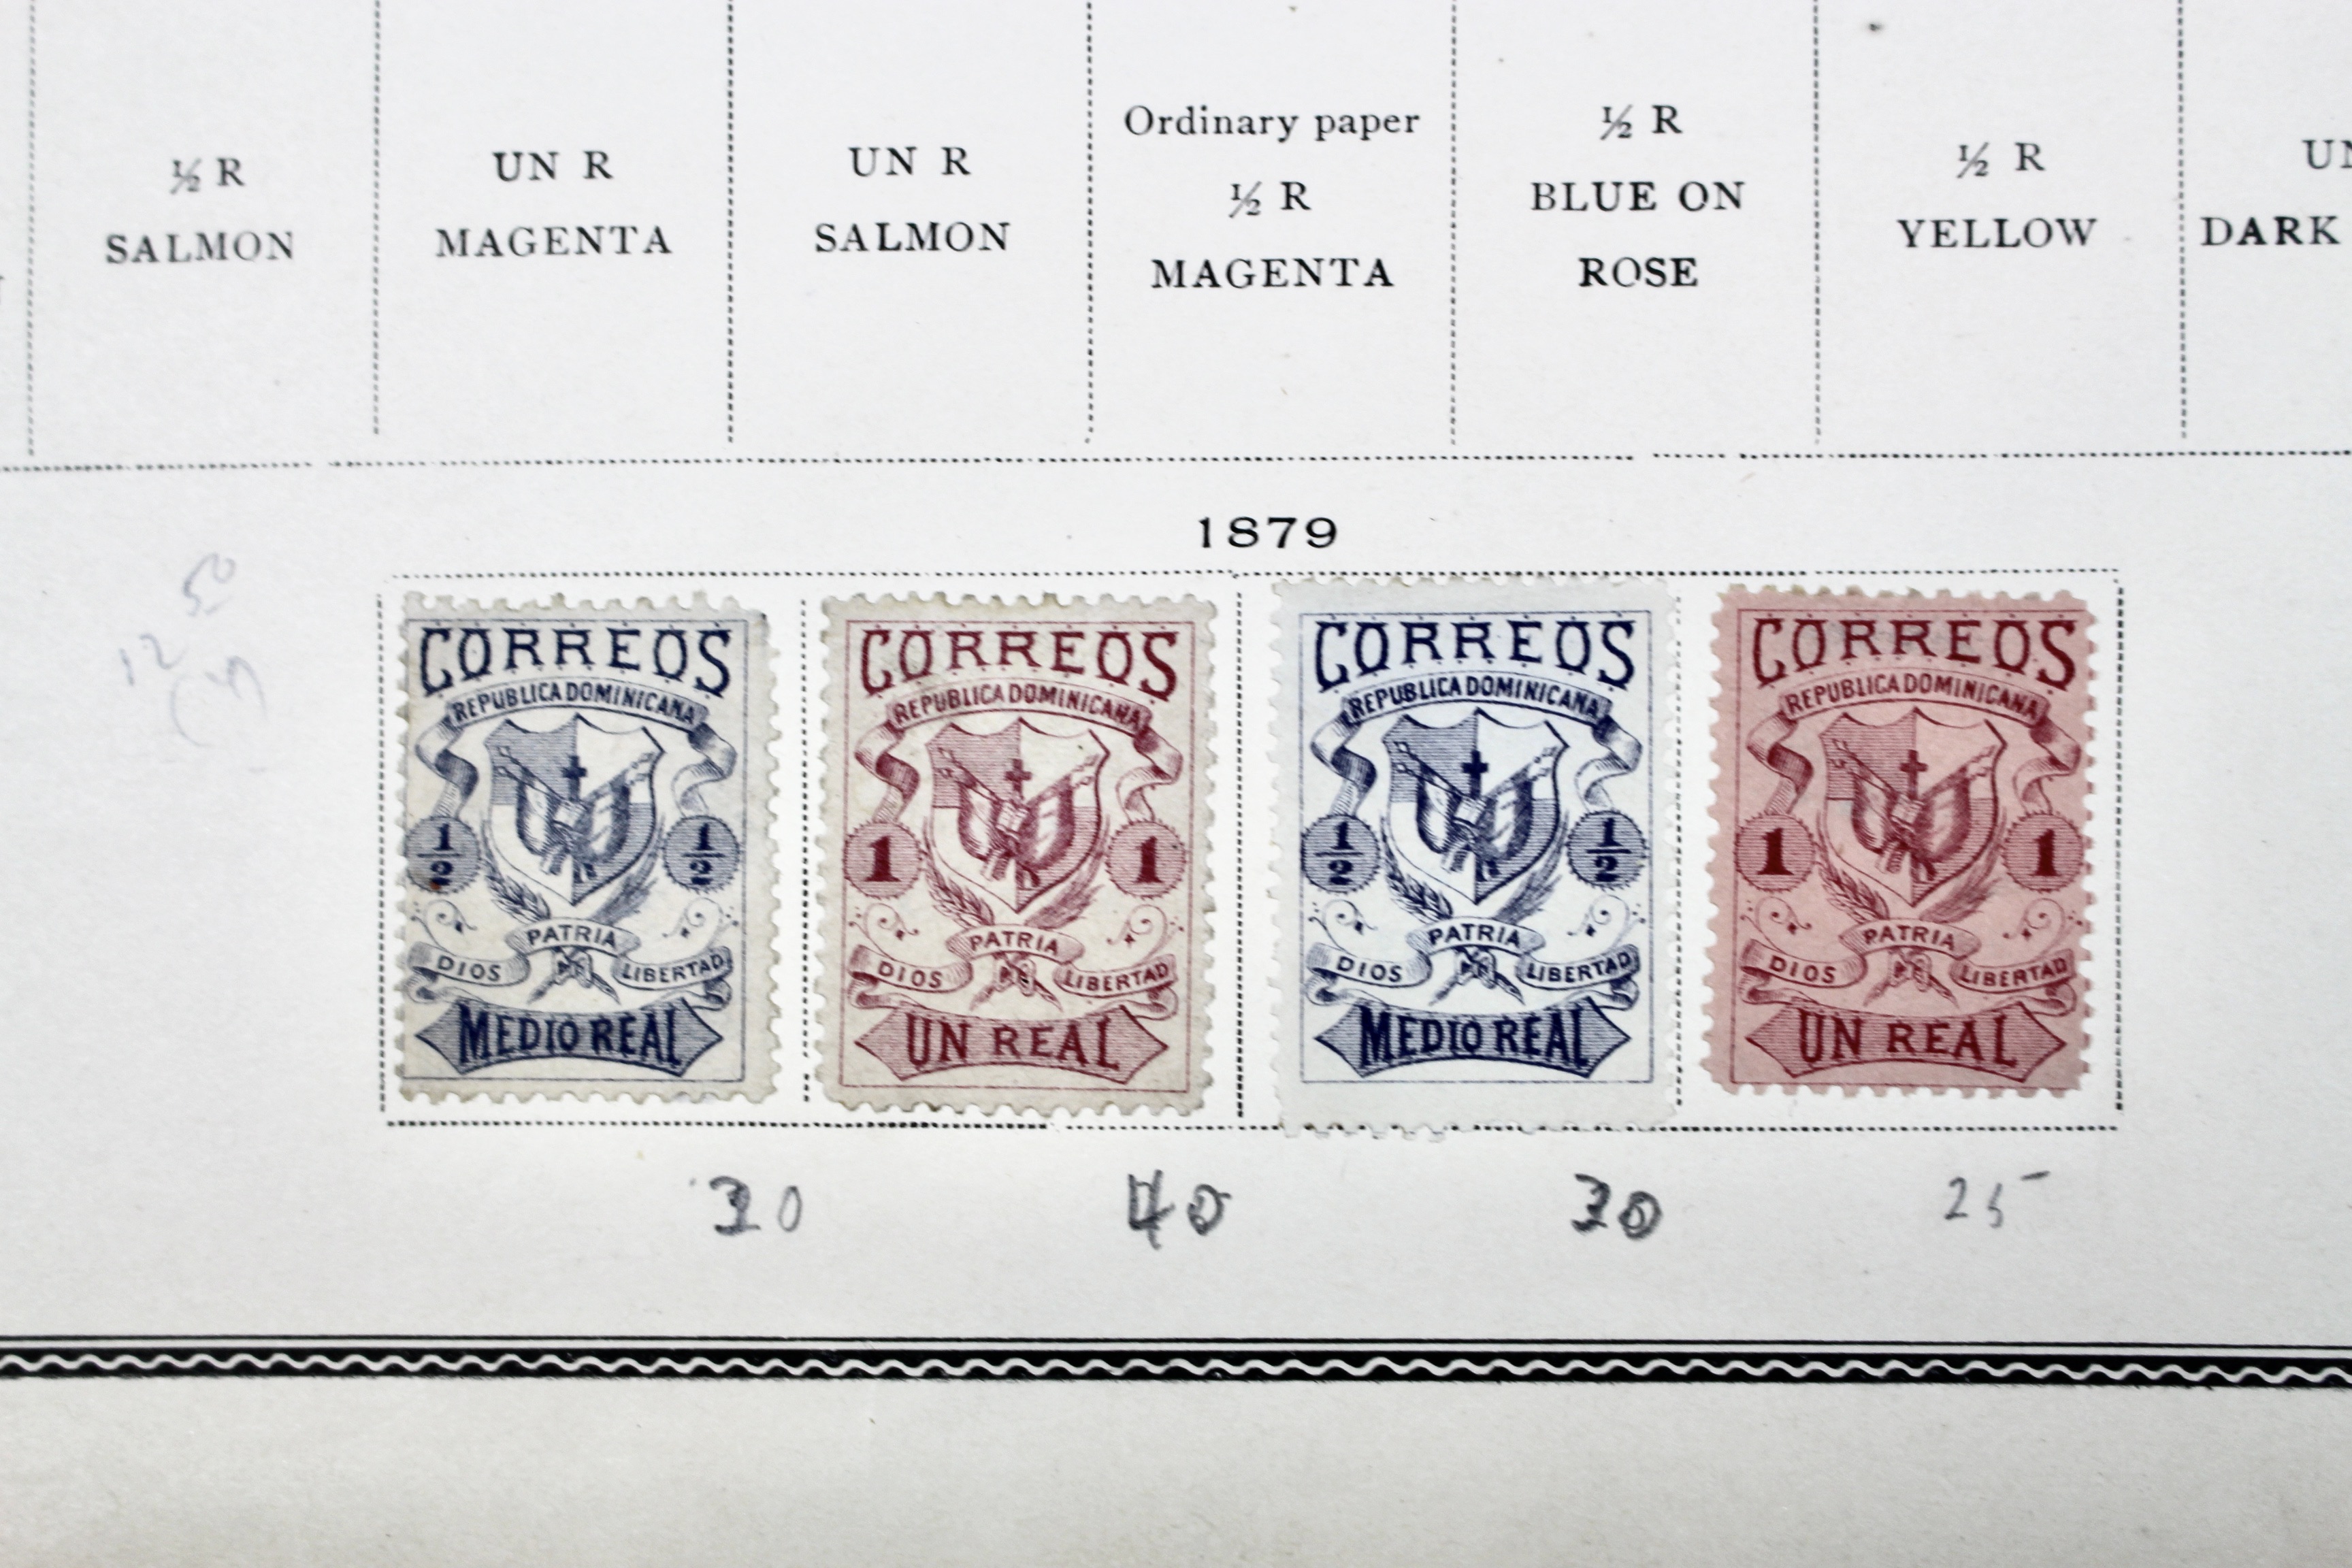 ½ R
SALMON
UN R
MAGENTA
UN R
SALMON
Ordinary paper
½ R
MAGENTA
½ R
BLUE ON
ROSE
½ R
YELLOW
DARK
1879
CORREOS
REPUBLICA DOMINICANA
½ ½
PATRIA
DIOS LIBERTAD
MEDIO REAL
CORREOS
REPUBLICA DOMINICANA
1 1
PATRIA
DIOS LIBERTAD
UN REAL
CORREOS
REPUBLICA DOMINICANA
½ ½
PATRIA
DIOS LIBERTAD
MEDIO REAL
CORREOS
REPUBLICA DOMINICANA
1 1
PATRIA
DIOS LIBERTAD
UN REAL
40
25